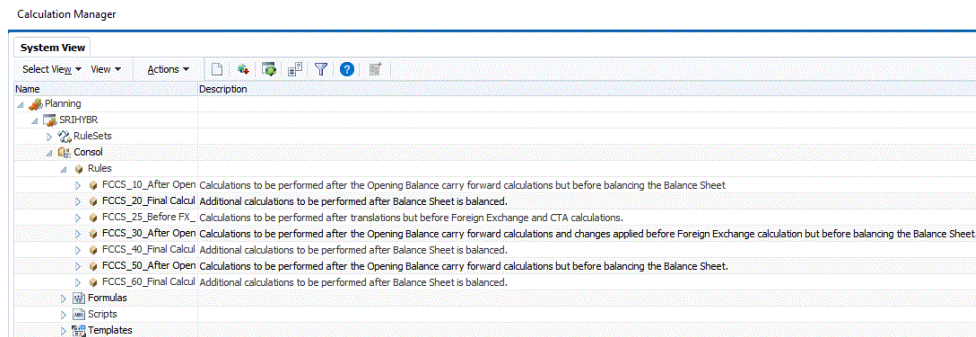 Calculation Manager
System View
Select View View Actions
Name Description
Planning
SRIHYBR
RuleSets
Consol
Rules
FCCS_10_After Open Calculations to be performed after the Opening Balance carry forward calculations but before balancing the Balance Sheet
FCCS_20_Final Calcul Additional calculations to be performed after Balance Sheet is balanced.
FCCS_25_Before FX_ Calculations to be performed after translations but before Foreign Exchange and CTA calculations.
FCCS_30_After Open Calculations to be performed after the Opening Balance carry forward calculations and changes applied before Foreign Exchange calculation but before balancing the Balance Sheet.
FCCS_40_Final Calcul Additional calculations to be performed after Balance Sheet is balanced.
FCCS_50_After Open Calculations to be performed after the Opening Balance carry forward calculations but before balancing the Balance Sheet.
FCCS_60_Final Calcul Additional calculations to be performed after Balance Sheet is balanced.
Formulas
Scripts
Templates